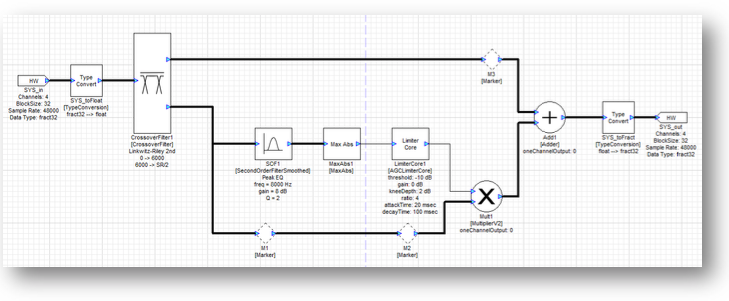 HW
SYS_in
Channels: 4
BlockSize: 32
Sample Rate: 48000
Data Type: fract32
Type
Convert
SYS_toFloat
[TypeConversion]
fract32 --> float
CrossoverFilter1
[CrossoverFilter]
Linkwitz-Riley 2nd
0 -> 6000
6000 -> SR/2
SOF1
[SecondOrderFilterSmoothed]
Peak EQ
freq = 8000 Hz
gain = 8 dB
Q = 2
Max Abs
MaxAbs1
[MaxAbs]
Limiter
Core
LimiterCore1
[AGCLimiterCore]
threshold: -10 dB
gain: 0 dB
kneeDepth: 2 dB
ratio: 4
attackTime: 20 msec
decayTime: 100 msec
M1
[Marker]
M2
[Marker]
M3
[Marker]
X
Mult1
[MultiplierV2]
oneChannelOutput: 0
+
Add1
[Adder]
oneChannelOutput: 0
Type
Convert
SYS_toFract
[TypeConversion]
float --> fract32
HW
SYS_out
Channels: 4
BlockSize: 32
Sample Rate: 48000
Data Type: fract32